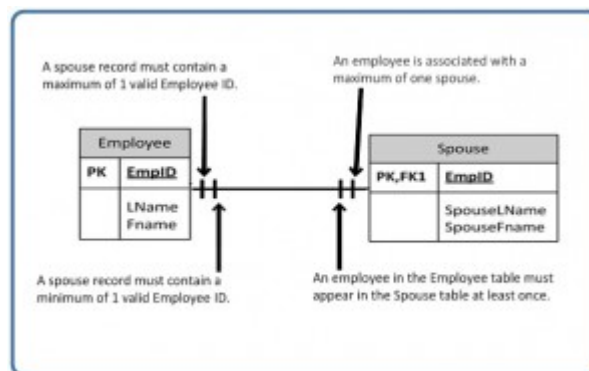 A spouse record must contain a
maximum of 1 valid Employee ID.
An employee is associated with a
maximum of one spouse.
Employee
PK EmpID
LName
Fname
Spouse
PK,FK1 EmpID
SpouseLName
SpouseFname
A spouse record must contain a
minimum of 1 valid Employee ID.
An employee in the Employee table must
appear in the Spouse table at least once.